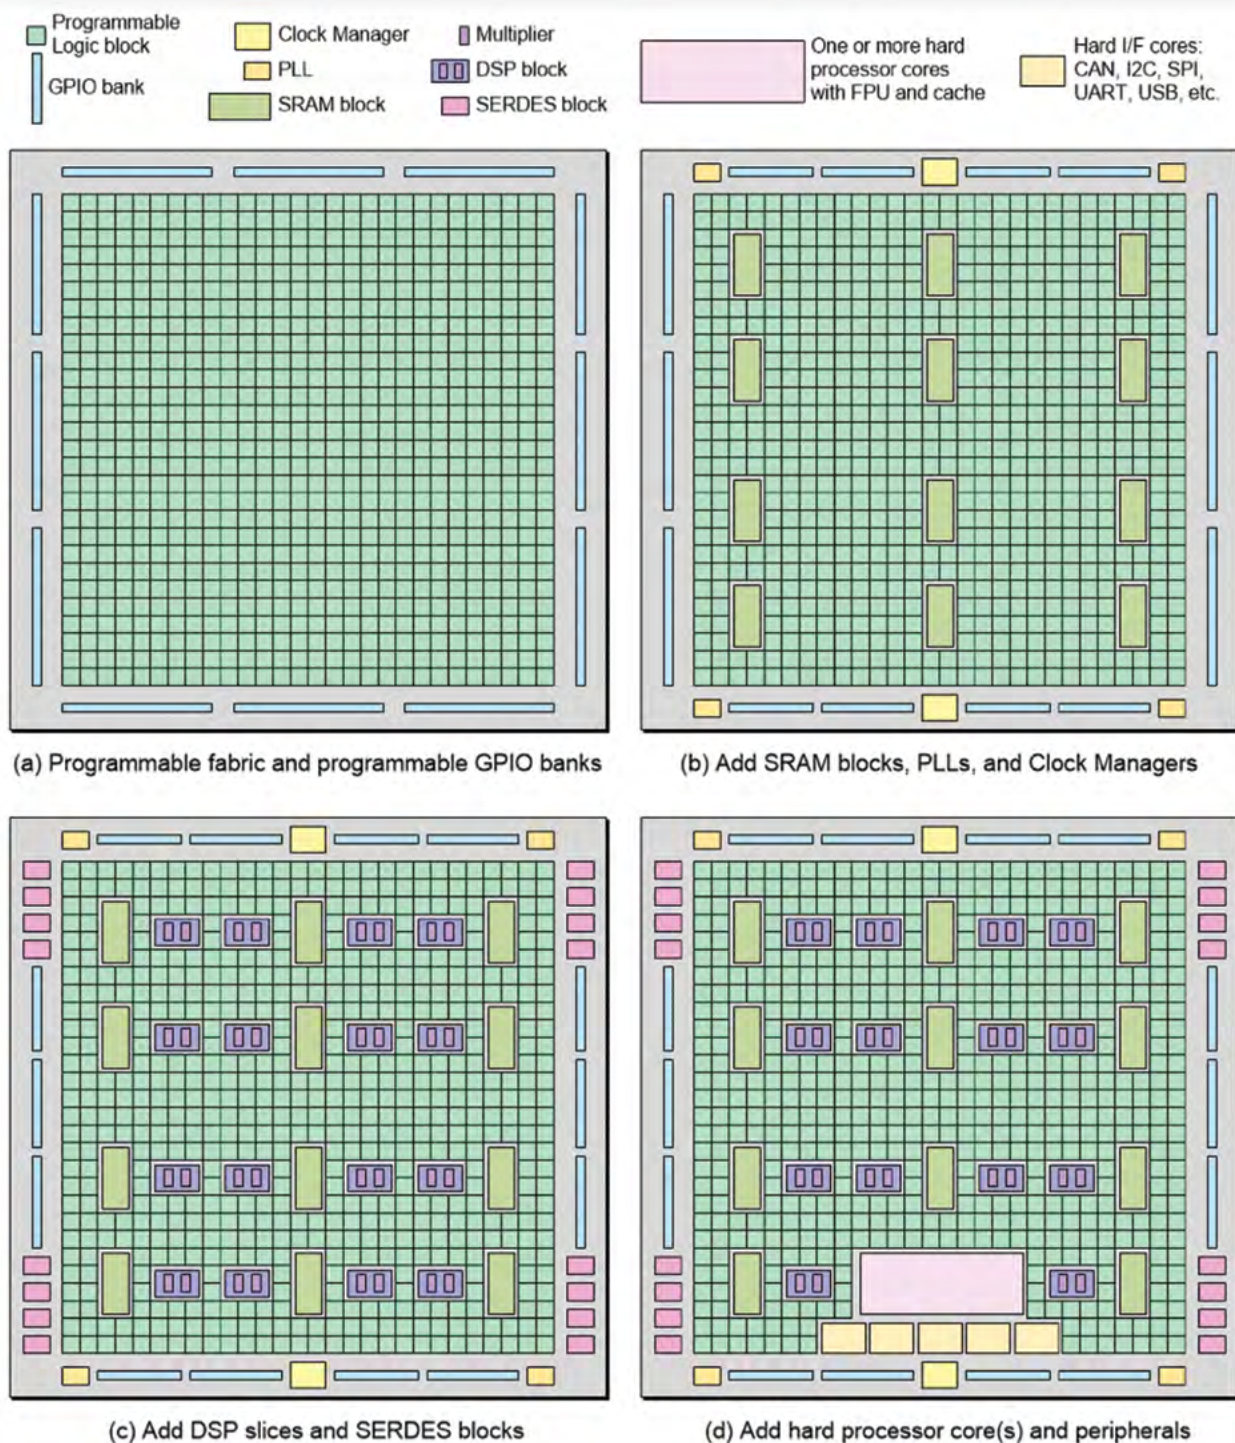 Programmable
Logic block
GPIO bank
Clock Manager
PLL
SRAM block
Multiplier
DSP block
SERDES block
One or more hard
processor cores
with FPU and cache
Hard I/F cores:
CAN, I2C, SPI,
UART, USB, etc.
(a) Programmable fabric and programmable GPIO banks
(b) Add SRAM blocks, PLLs, and Clock Managers
(c) Add DSP slices and SERDES blocks
(d) Add hard processor core(s) and peripherals